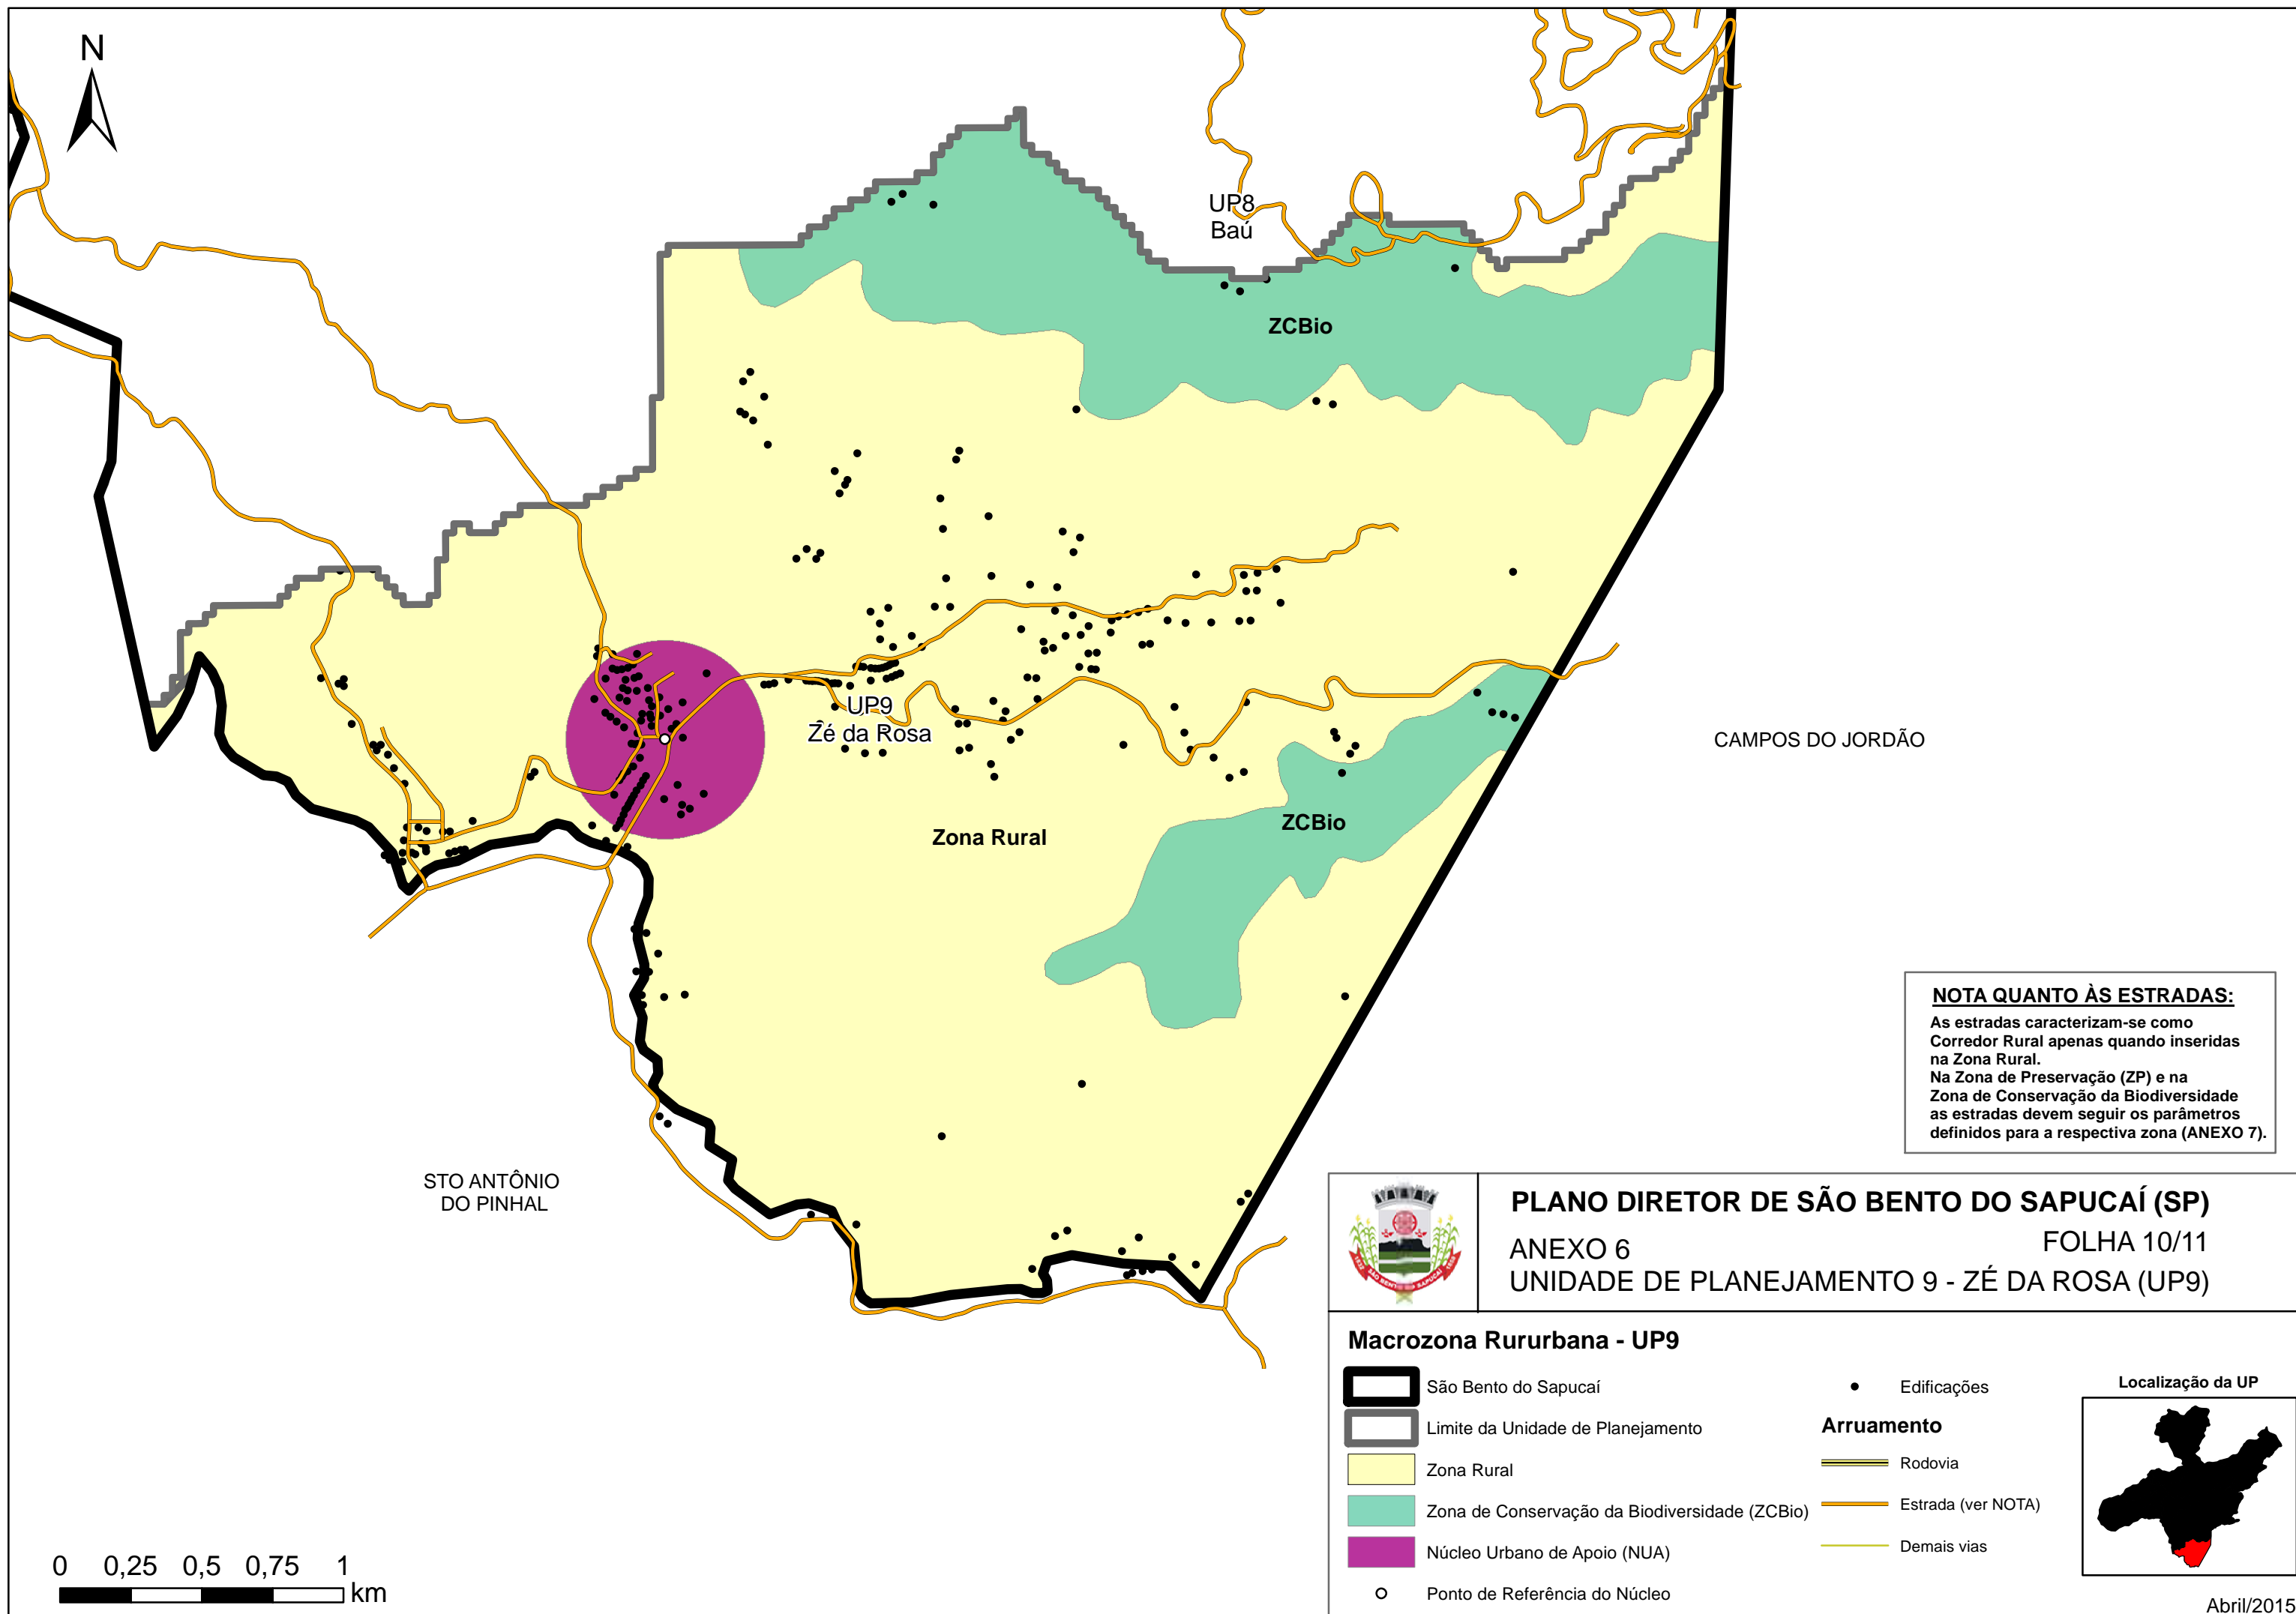 N
UP8
Baú
ZCBio
UP9
Zé da Rosa
CAMPOS DO JORDÃO
Zona Rural
ZCBio
STO ANTÔNIO
DO PINHAL
NOTA QUANTO ÀS ESTRADAS:
As estradas caracterizam-se como
Corredor Rural apenas quando inseridas
na Zona Rural.
Na Zona de Preservação (ZP) e na
Zona de Conservação da Biodiversidade
as estradas devem seguir os parâmetros
definidos para a respectiva zona (ANEXO 7).
PLANO DIRETOR DE SÃO BENTO DO SAPUCAÍ (SP)
ANEXO 6
FOLHA 10/11
UNIDADE DE PLANEJAMENTO 9 - ZÉ DA ROSA (UP9)
Macrozona Rururbana - UP9
São Bento do Sapucaí
Limite da Unidade de Planejamento
Zona Rural
Zona de Conservação da Biodiversidade (ZCBio)
Núcleo Urbano de Apoio (NUA)
Ponto de Referência do Núcleo
Edificações
Arruamento
Rodovia
Estrada (ver NOTA)
Demais vias
Localização da UP
0 0,25 0,5 0,75 1
km
Abril/2015